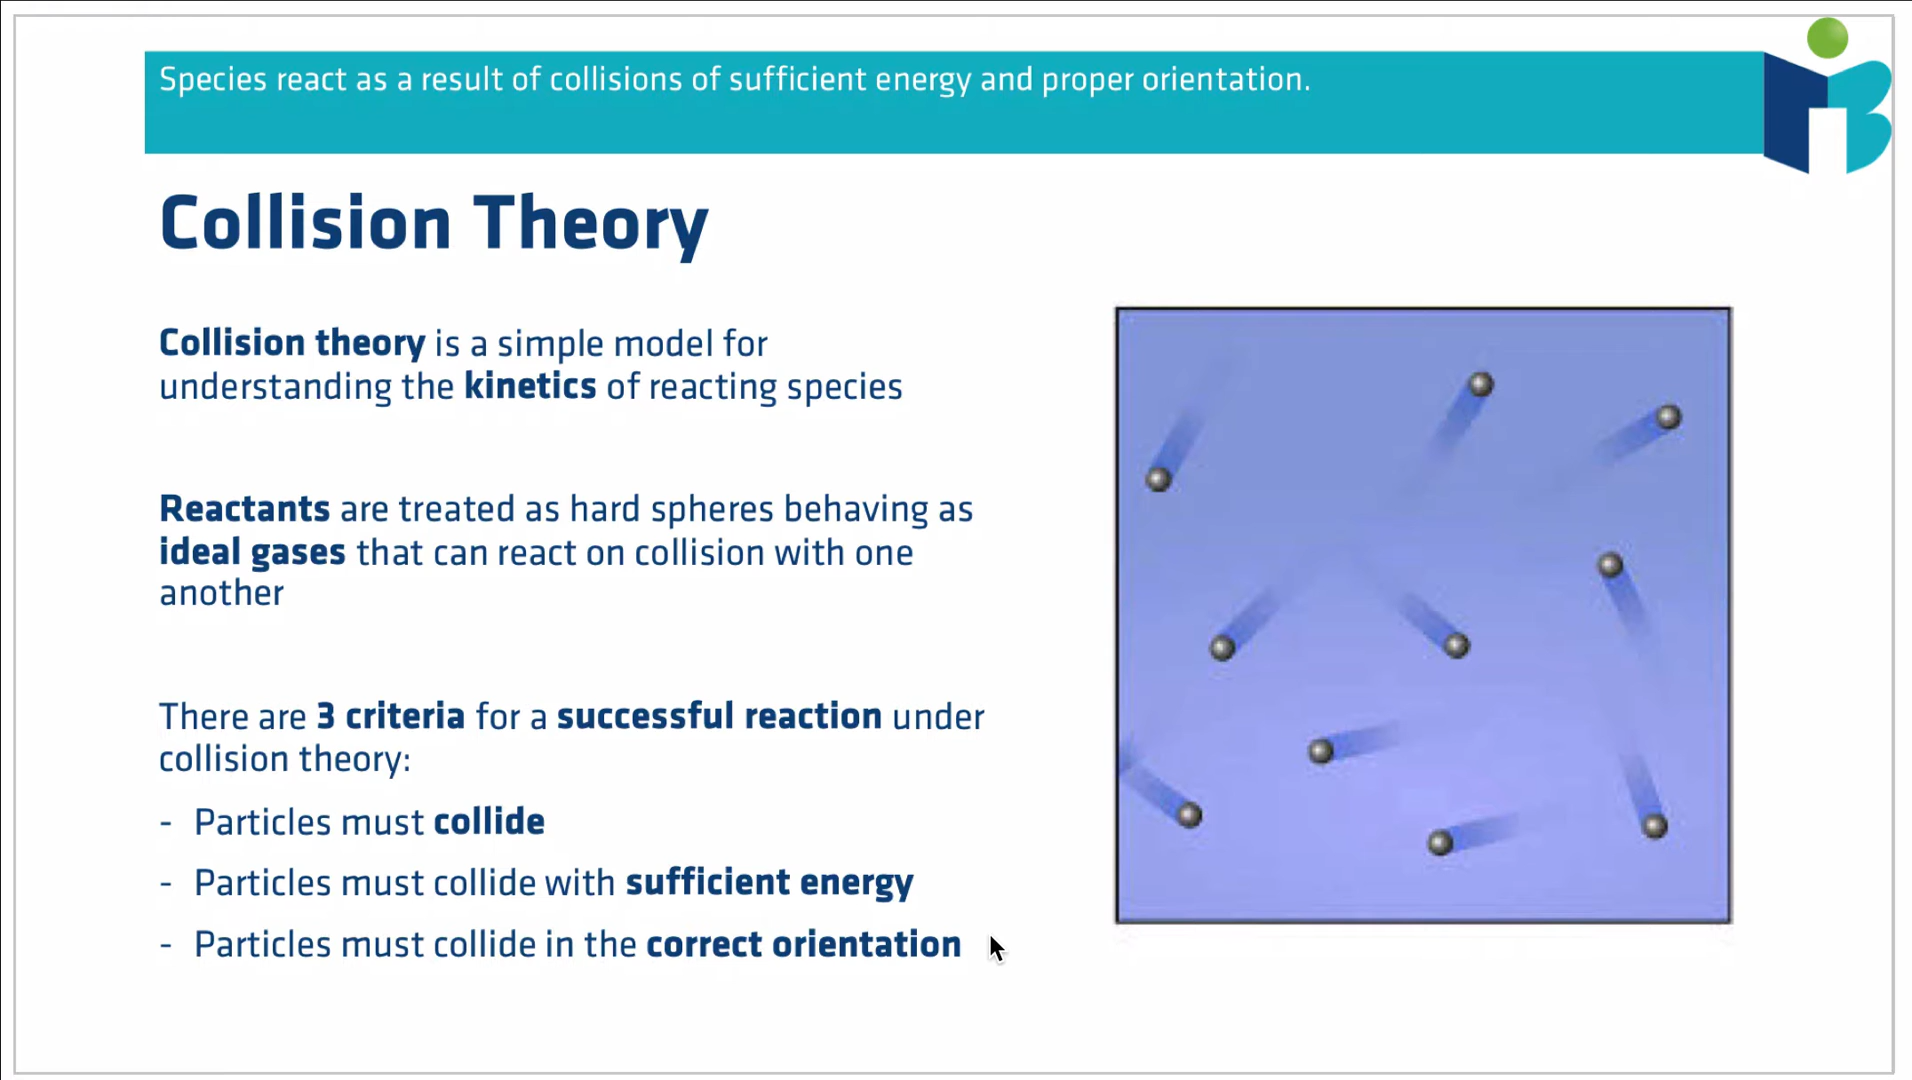 Species react as a result of collisions of sufficient energy and proper orientation.
Collision Theory
Collision theory is a simple model for
understanding the kinetics of reacting species
Reactants are treated as hard spheres behaving as
ideal gases that can react on collision with one
another
There are 3 criteria for a successful reaction under
collision theory:
- Particles must collide
- Particles must collide with sufficient energy
- Particles must collide in the correct orientation